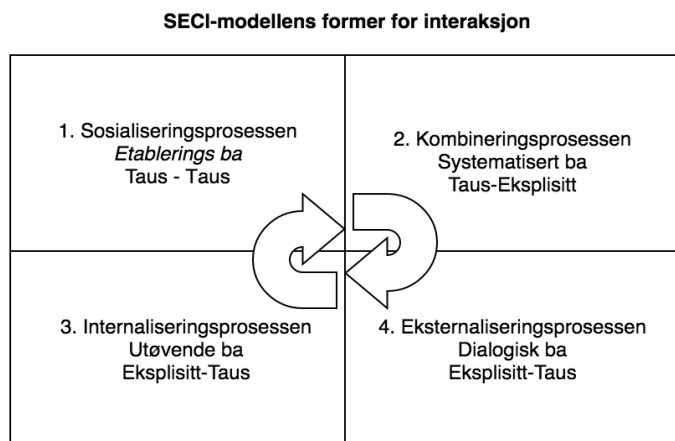 SECI-modellens former for interaksjon
1. Sosialiseringsprosessen
Etablerings ba
Taus - Taus
2. Kombineringsprosessen
Systematisert ba
Taus-Eksplisitt
3. Internaliseringsprosessen
Utøvende ba
Eksplisitt-Taus
4. Eksternaliseringsprosessen
Dialogisk ba
Eksplisitt-Taus